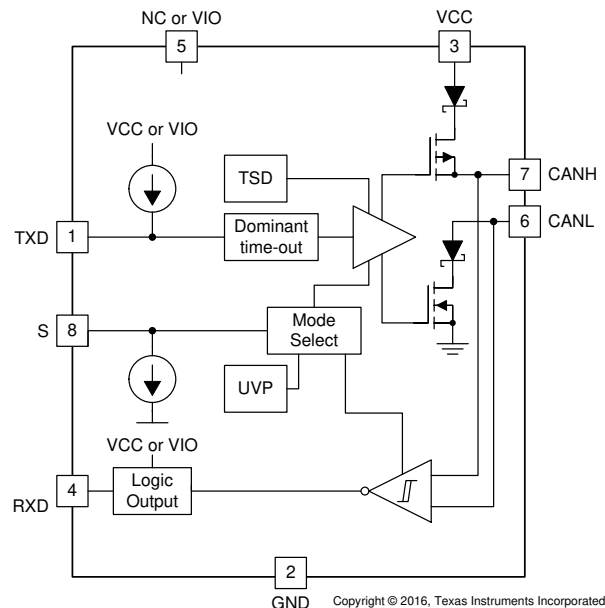 NC or VIO
VCC
5
3
VCC or VIO
TSD
7
CANH
6
CANL
TXD
1
Dominant
time-out
S
8
Mode
Select
UVP
VCC or VIO
RXD
4
Logic
Output
2
GND
Copyright © 2016, Texas Instruments Incorporated